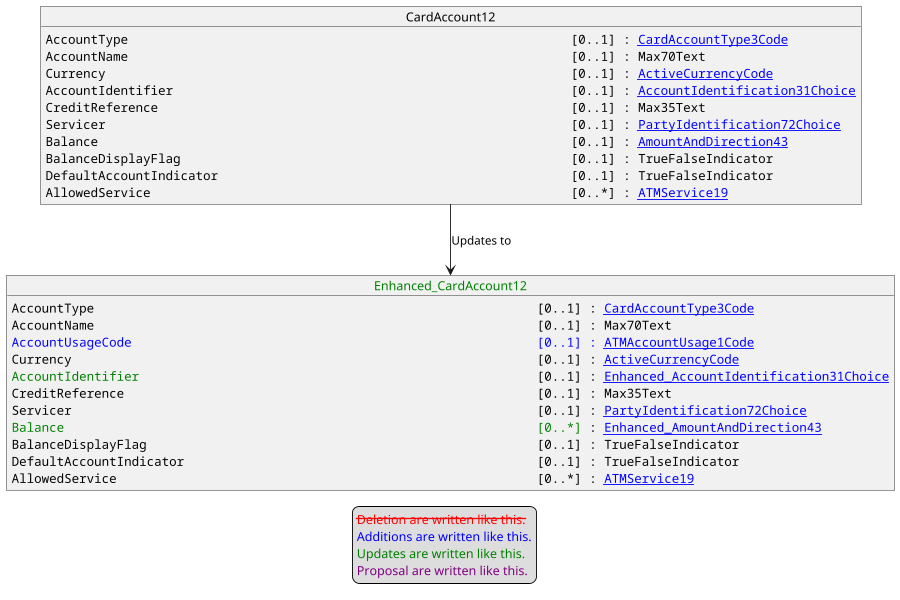 CardAccount12
AccountType [0..1] : CardAccountType3Code
AccountName [0..1] : Max70Text
Currency [0..1] : ActiveCurrencyCode
AccountIdentifier [0..1] : AccountIdentification31Choice
CreditReference [0..1] : Max35Text
Servicer [0..1] : PartyIdentification72Choice
Balance [0..1] : AmountAndDirection43
BalanceDisplayFlag [0..1] : TrueFalseIndicator
DefaultAccountIndicator [0..1] : TrueFalseIndicator
AllowedService [0..*] : ATMService19
Updates to
Enhanced_CardAccount12
AccountType [0..1] : CardAccountType3Code
AccountName [0..1] : Max70Text
AccountUsageCode [0..1] : ATMAccountUsage1Code
Currency [0..1] : ActiveCurrencyCode
AccountIdentifier [0..1] : Enhanced_AccountIdentification31Choice
CreditReference [0..1] : Max35Text
Servicer [0..1] : PartyIdentification72Choice
Balance [0..*] : Enhanced_AmountAndDirection43
BalanceDisplayFlag [0..1] : TrueFalseIndicator
DefaultAccountIndicator [0..1] : TrueFalseIndicator
AllowedService [0..*] : ATMService19
Deletion are written like this.
Additions are written like this.
Updates are written like this.
Proposal are written like this.